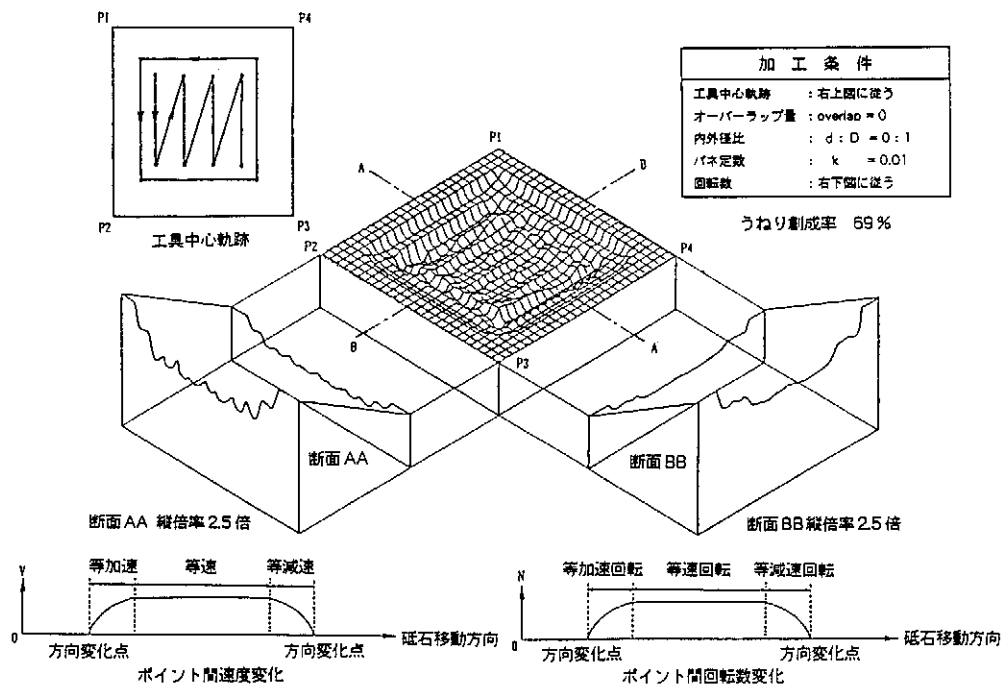 P1
P4
P2
P3
工具中心軌跡
加工条件
工具中心軌跡 : 右上図に従う
オーバーラップ量 : overlap = 0
内外径比 : d : D = 0 : 1
バネ定数 : k = 0.01
回転数 : 右下図に従う
うねり創成率 69%
P1
A
B
P2
P4
B
A
P3
断面AA
断面BB
断面AA 縦倍率2.5倍
断面BB縦倍率2.5倍
V
等加速
等速
等減速
0
砥石移動方向
方向変化点
方向変化点
ポイント間速度変化
N
等加速回転
等速回転
等減速回転
0
砥石移動方向
方向変化点
方向変化点
ポイント間回転数変化